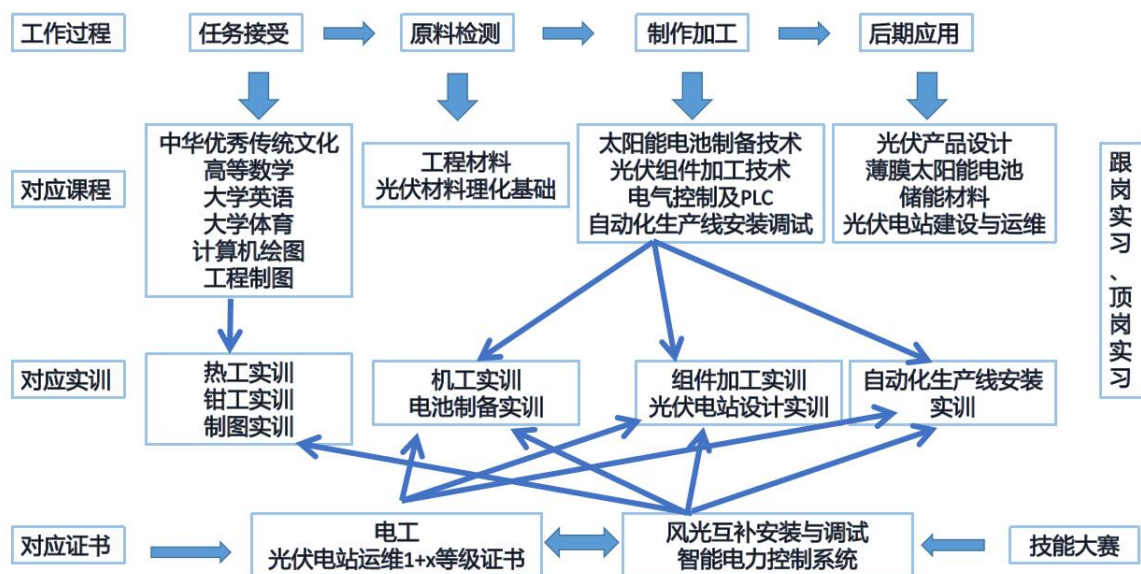 工作过程
任务接受
原料检测
制作加工
后期应用
对应课程
中华优秀传统文化
高等数学
大学英语
大学体育
计算机绘图
工程制图
工程材料
光伏材料理化基础
太阳能电池制备技术
光伏组件加工技术
电气控制及PLC
自动化生产线安装调试
光伏产品设计
薄膜太阳能电池
储能材料
光伏电站建设与运维
跟岗实习、顶岗实习
对应实训
热工实训
钳工实训
制图实训
机工实训
电池制备实训
组件加工实训
光伏电站设计实训
自动化生产线安装
实训
对应证书
电工
光伏电站运维1+x等级证书
风光互补安装与调试
智能电力控制系统
技能大赛